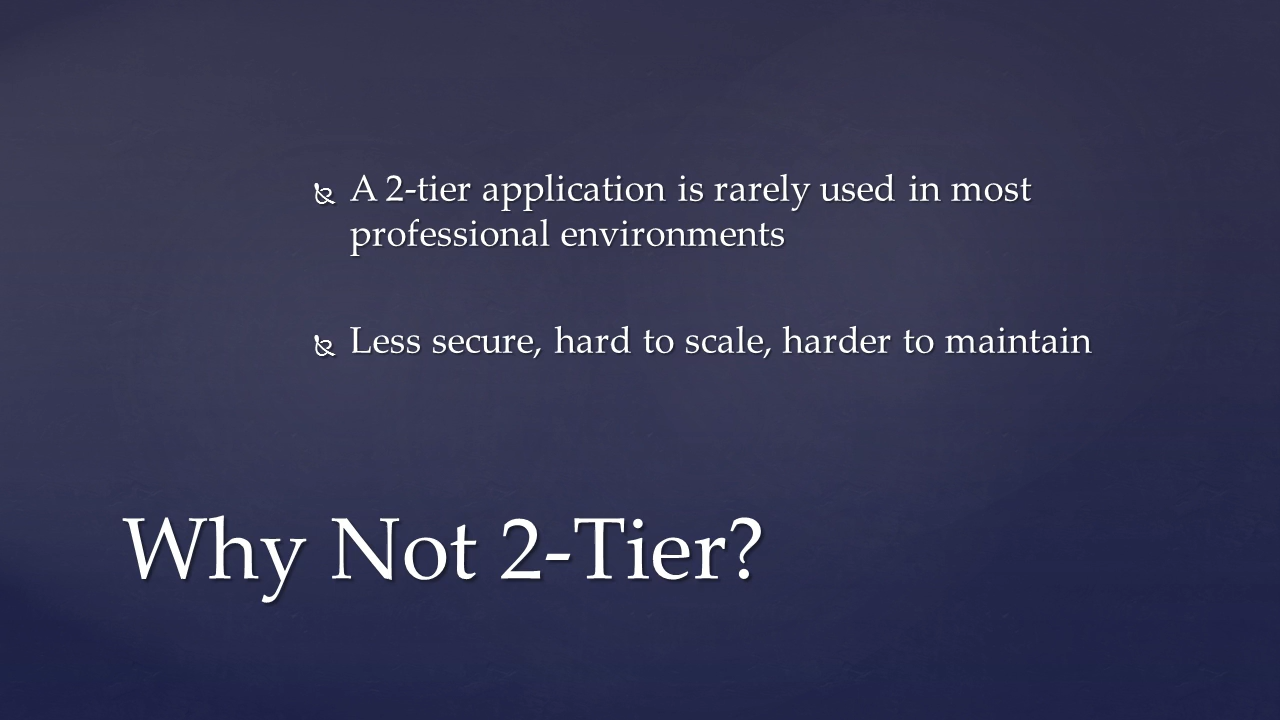 A 2-tier application is rarely used in most
professional environments
Less secure, hard to scale, harder to maintain
Why Not 2-Tier?